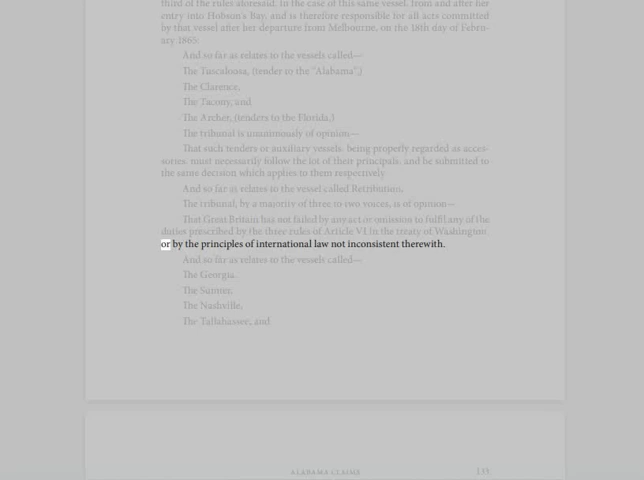 third of the rules aforesaid, in the case of this same vessel, from and after her
entry into Hobson's Bay, and is therefore responsible for all acts committed
by that vessel after her departure from Melbourne, on the 18th day of Febru-
ary 1865;
And so far as relates to the vessels called—
The Tuscaloosa, (tender to the "Alabama",)
The Clarence,
The Tacony, and
The Archer, (tenders to the Florida,)
The tribunal is unanimously of opinion—
That such tenders or auxiliary vessels, being properly regarded as acces-
sories, must necessarily follow the lot of their principals, and be submitted to
the same decision which applies to them respectively
And so far as relates to the vessel called Retribution,
The tribunal, by a majority of three to two voices, is of opinion—
That Great Britain has not failed by any act or omission to fulfil any of the
duties prescribed by the three rules of Article VI in the treaty of Washington,
or by the principles of international law not inconsistent therewith.
And so far as relates to the vessels called—
The Georgia,
The Sumter,
The Nashville,
The Tallahassee, and
ALABAMA CLAIMS 133